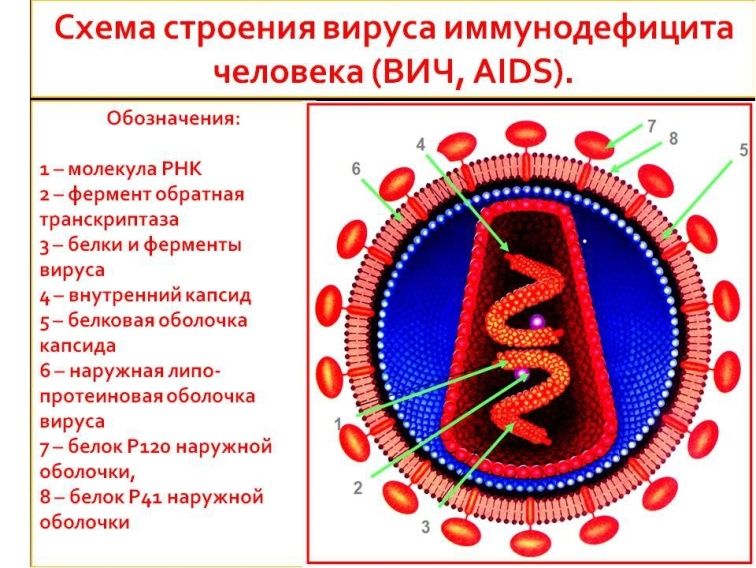 Схема строения вируса иммунодефицита
человека (ВИЧ, AIDS).
Обозначения:
1 – молекула РНК
2 – фермент обратная
транскриптаза
3 – белки и ферменты
вируса
4 – внутренний капсид
5 – белковая оболочка
капсида
6 – наружная липо-
протеиновая оболочка
вируса
7 – белок Р120 наружной
оболочки,
8 – белок Р41 наружной
оболочки
7
8
4
5
6
1
2
3